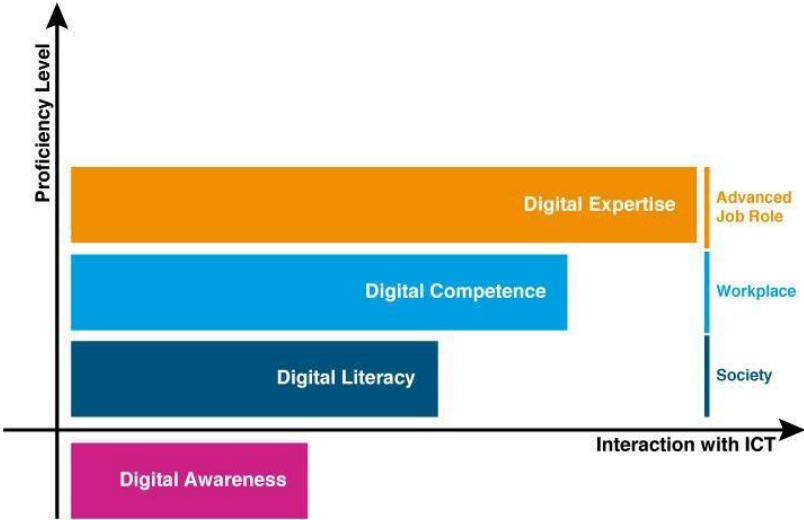 Proficiency Level
Digital Expertise
Advanced
Job Role
Digital Competence
Workplace
Digital Literacy
Society
Interaction with ICT
Digital Awareness